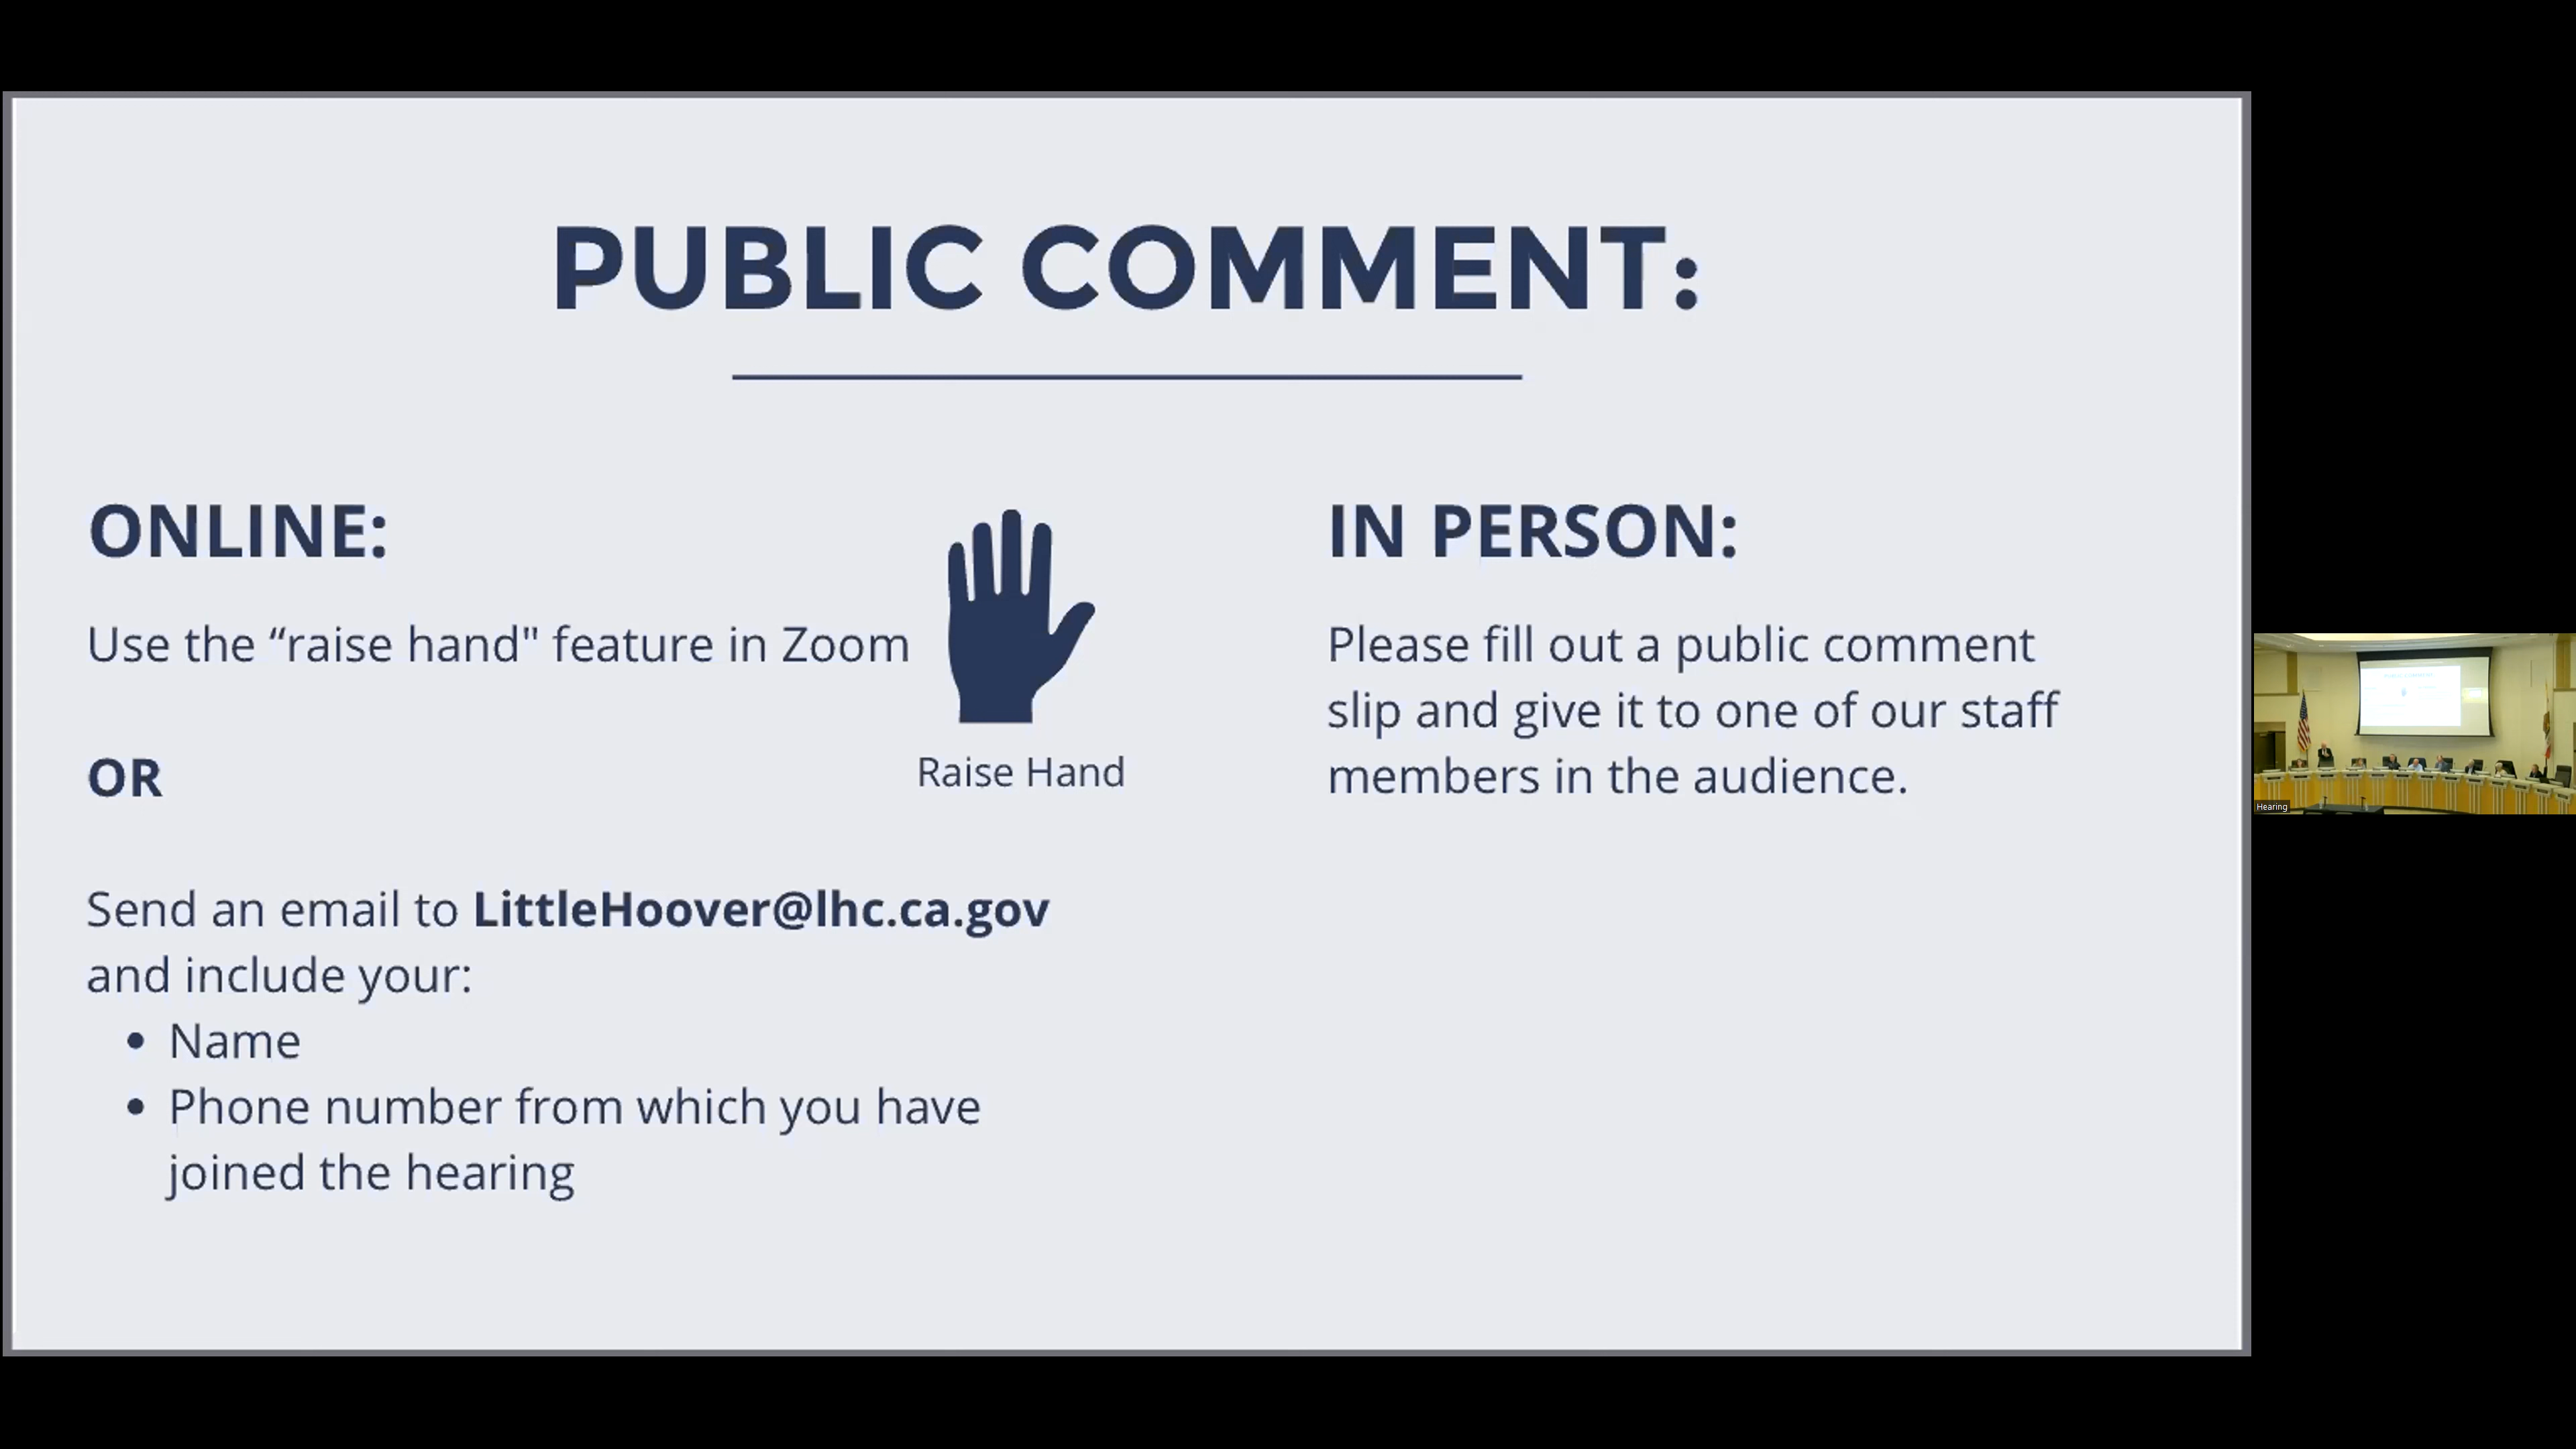 PUBLIC COMMENT:
ONLINE:
Use the “raise hand" feature in Zoom
Raise Hand
OR
Send an email to LittleHoover@lhc.ca.gov
and include your:
• Name
• Phone number from which you have
joined the hearing
IN PERSON:
Please fill out a public comment
slip and give it to one of our staff
members in the audience.
Hearing